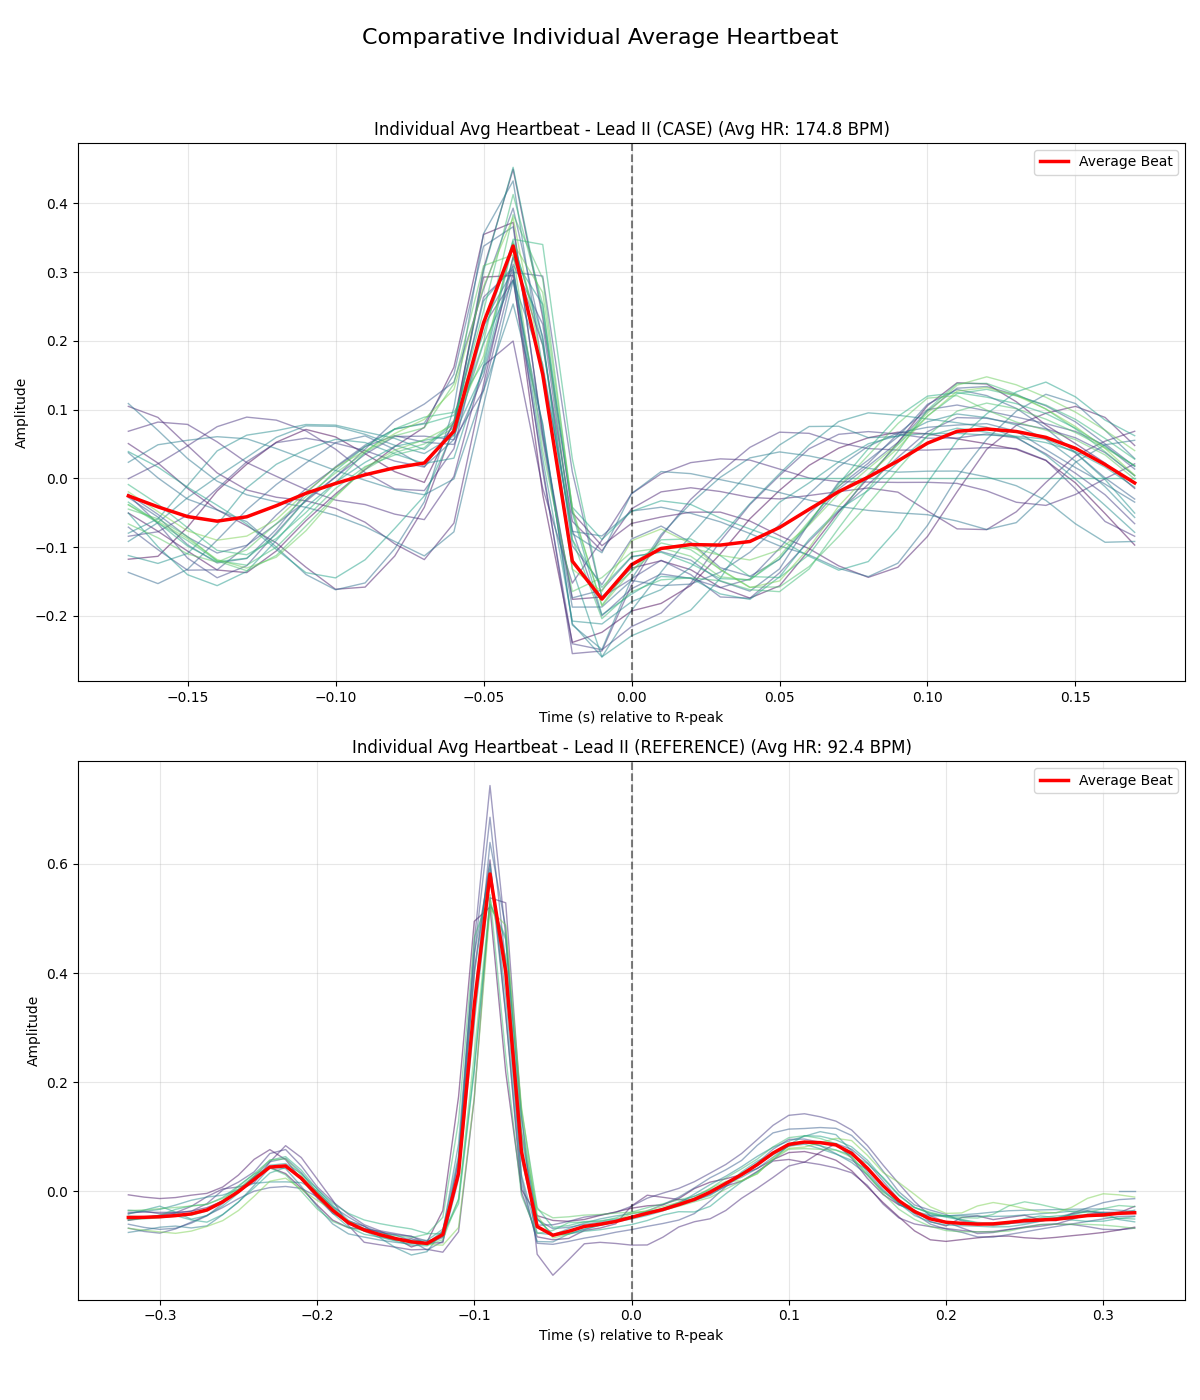 Comparative Individual Average Heartbeat
Individual Avg Heartbeat - Lead II (CASE) (Avg HR: 174.8 BPM)
Average Beat
0.4
0.3
0.2
0.1
0.0
−0.1
−0.2
Amplitude
−0.15
−0.10
−0.05
0.00
0.05
0.10
0.15
Time (s) relative to R-peak
Individual Avg Heartbeat - Lead II (REFERENCE) (Avg HR: 92.4 BPM)
Average Beat
0.6
0.4
0.2
0.0
Amplitude
−0.3
−0.2
−0.1
0.0
0.1
0.2
0.3
Time (s) relative to R-peak